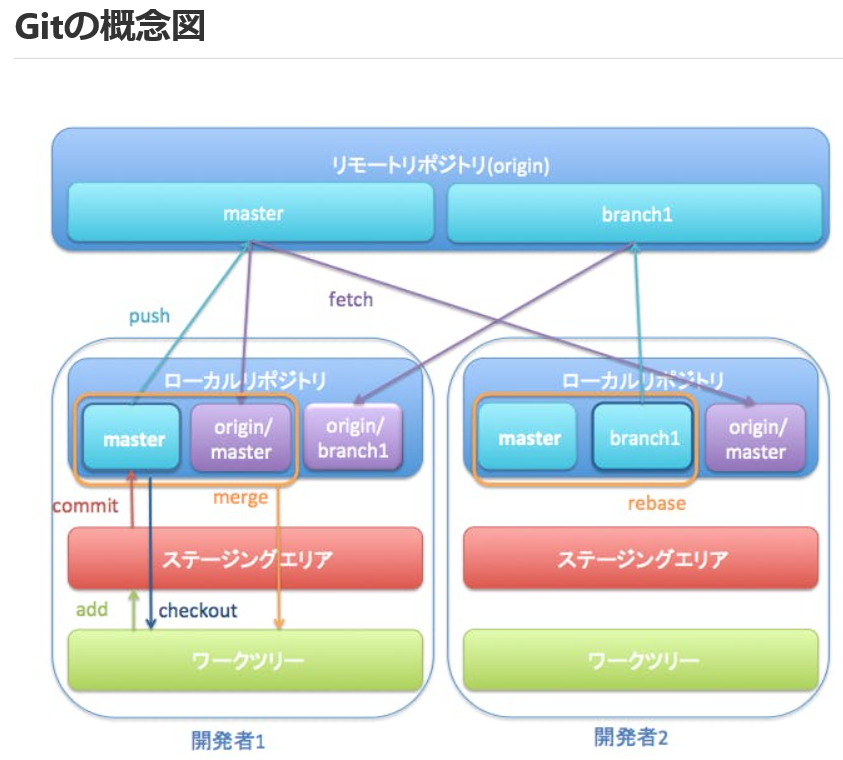 Gitの概念図
リモートリポジトリ(origin)
master
branch1
push
fetch
ローカルリポジトリ
master
origin/
master
origin/
branch1
commit
merge
ステージングエリア
add
checkout
ワークツリー
開発者1
ローカルリポジトリ
master
branch1
origin/
master
rebase
ステージングエリア
ワークツリー
開発者2